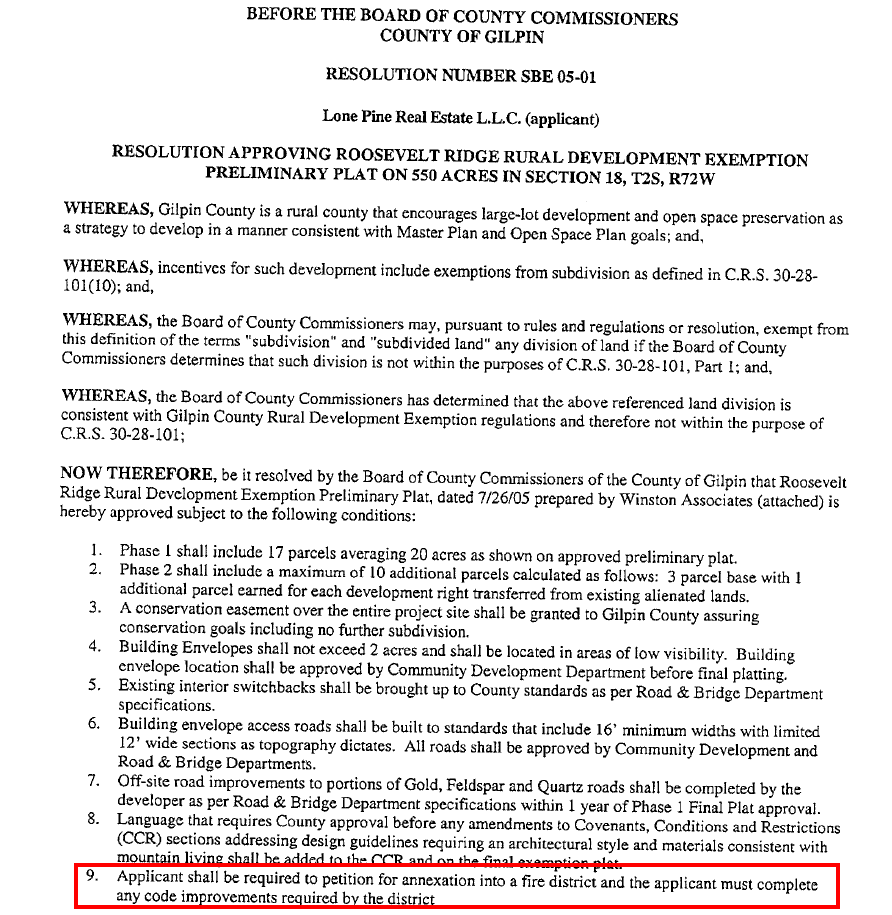 BEFORE THE BOARD OF COUNTY COMMISSIONERS
COUNTY OF GILPIN
RESOLUTION NUMBER SBE 05-01
Lone Pine Real Estate L.L.C. (applicant)
RESOLUTION APPROVING ROOSEVELT RIDGE RURAL DEVELOPMENT EXEMPTION
PRELIMINARY PLAT ON 550 ACRES IN SECTION 18, T2S, R72W
WHEREAS, Gilpin County is a rural county that encourages large-lot development and open space preservation as
a strategy to develop in a manner consistent with Master Plan and Open Space Plan goals; and,
WHEREAS, incentives for such development include exemptions from subdivision as defined in C.R.S. 30-28-
101(10); and,
WHEREAS, the Board of County Commissioners may, pursuant to rules and regulations or resolution, exempt from
this definition of the terms "subdivision" and "subdivided land" any division of land if the Board of County
Commissioners determines that such division is not within the purposes of C.R.S. 30-28-101, Part 1; and,
WHEREAS, the Board of County Commissioners has determined that the above referenced land division is
consistent with Gilpin County Rural Development Exemption regulations and therefore not within the purpose of
C.R.S. 30-28-101;
NOW THEREFORE, be it resolved by the Board of County Commissioners of the County of Gilpin that Roosevelt
Ridge Rural Development Exemption Preliminary Plat, dated 7/26/05 prepared by Winston Associates (attached) is
hereby approved subject to the following conditions:
1. Phase 1 shall include 17 parcels averaging 20 acres as shown on approved preliminary plat.
2. Phase 2 shall include a maximum of 10 additional parcels calculated as follows: 3 parcel base with 1
additional parcel earned for each development right transferred from existing alienated lands.
3. A conservation easement over the entire project site shall be granted to Gilpin County assuring
conservation goals including no further subdivision.
4. Building Envelopes shall not exceed 2 acres and shall be located in areas of low visibility. Building
envelope location shall be approved by Community Development Department before final platting.
5. Existing interior switchbacks shall be brought up to County standards as per Road & Bridge Department
specifications.
6. Building envelope access roads shall be built to standards that include 16' minimum widths with limited
12' wide sections as topography dictates. All roads shall be approved by Community Development and
Road & Bridge Departments.
7. Off-site road improvements to portions of Gold, Feldspar and Quartz roads shall be completed by the
developer as per Road & Bridge Department specifications within 1 year of Phase 1 Final Plat approval.
8. Language that requires County approval before any amendments to Covenants, Conditions and Restrictions
(CCR) sections addressing design guidelines requiring an architectural style and materials consistent with
mountain living shall be added to the CCR and on the final exemption plat.
9. Applicant shall be required to petition for annexation into a fire district and the applicant must complete
any code improvements required by the district